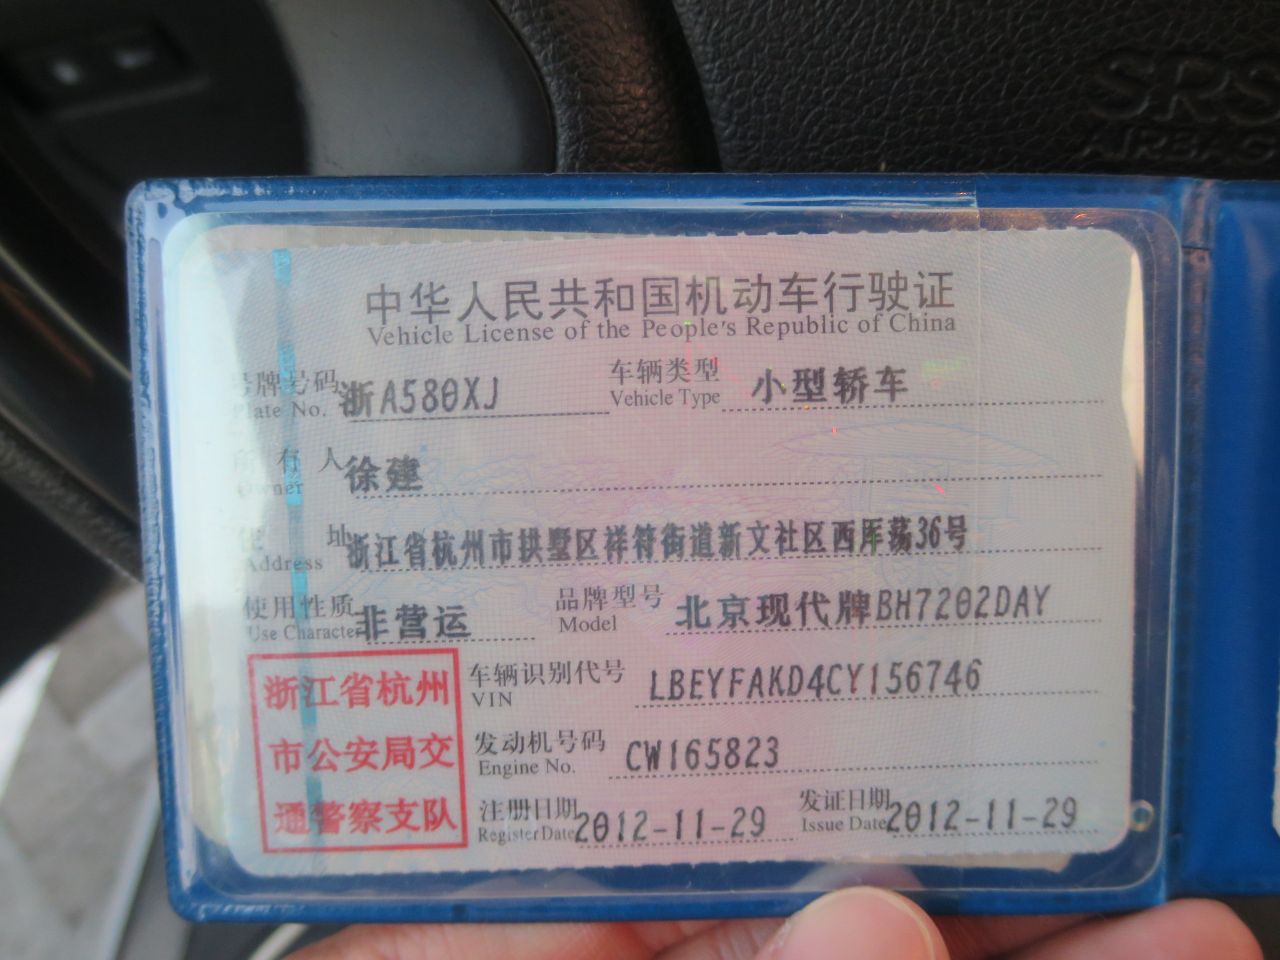 SRS
AIRBAG
中华人民共和国机动车行驶证
Vehicle License of the People's Republic of China
号牌号码 浙A580XJ 车辆类型 小型轿车
Plate No. Vehicle Type
所有人 徐建
Owner
住址 浙江省杭州市拱墅区祥符街道新文社区西厍荡36号
Address
使用性质 非营运 品牌型号 北京现代牌BH7202DAY
Use Character Model
车辆识别代号 LBEYFAKD4CY156746
VIN
发动机号码 CW165823
Engine No.
注册日期 2012-11-29 发证日期 2012-11-29
Register Date Issue Date
浙江省杭州
市公安局交
通警察支队